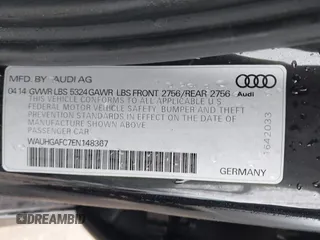 MFD. BY AUDI AG
04 14 GVWR LBS 5324 GAWR LBS FRONT 2756/REAR 2756
Audi
THIS VEHICLE CONFORMS TO ALL APPLICABLE U.S.
FEDERAL MOTOR VEHICLE SAFETY, BUMPER AND THEFT
PREVENTION STANDARDS IN EFFECT ON THE DATE OF
MANUFACTURE SHOWN ABOVE.
PASSENGER CAR
WAUHGAFC7EN148367
GERMANY
1642033
DREAMBID